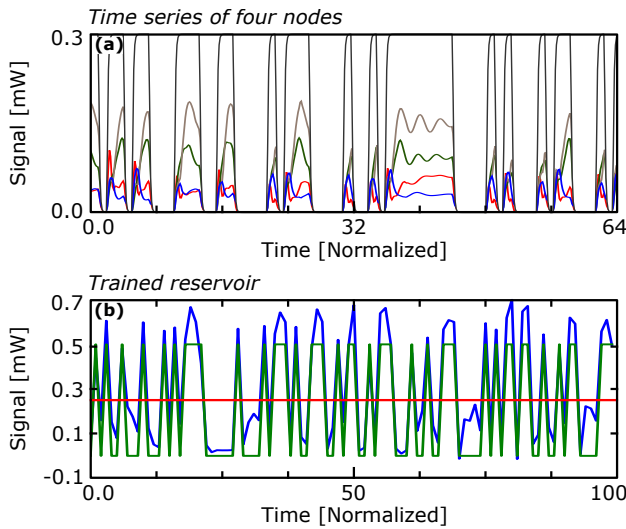 Time series of four nodes
(a)
0.3
0.0
Signal [mW]
0.0 32 64
Time [Normalized]
Trained reservoir
(b)
0.7
0.5
0.3
0.1
-0.1
Signal [mW]
0.0 50 100
Time [Normalized]